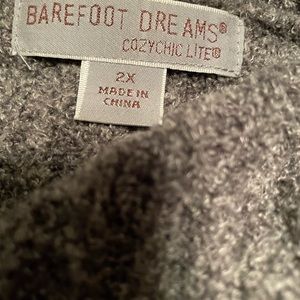 BAREFOOT DREAMS®
COZYCHIC LITE®
2X
MADE IN
CHINA